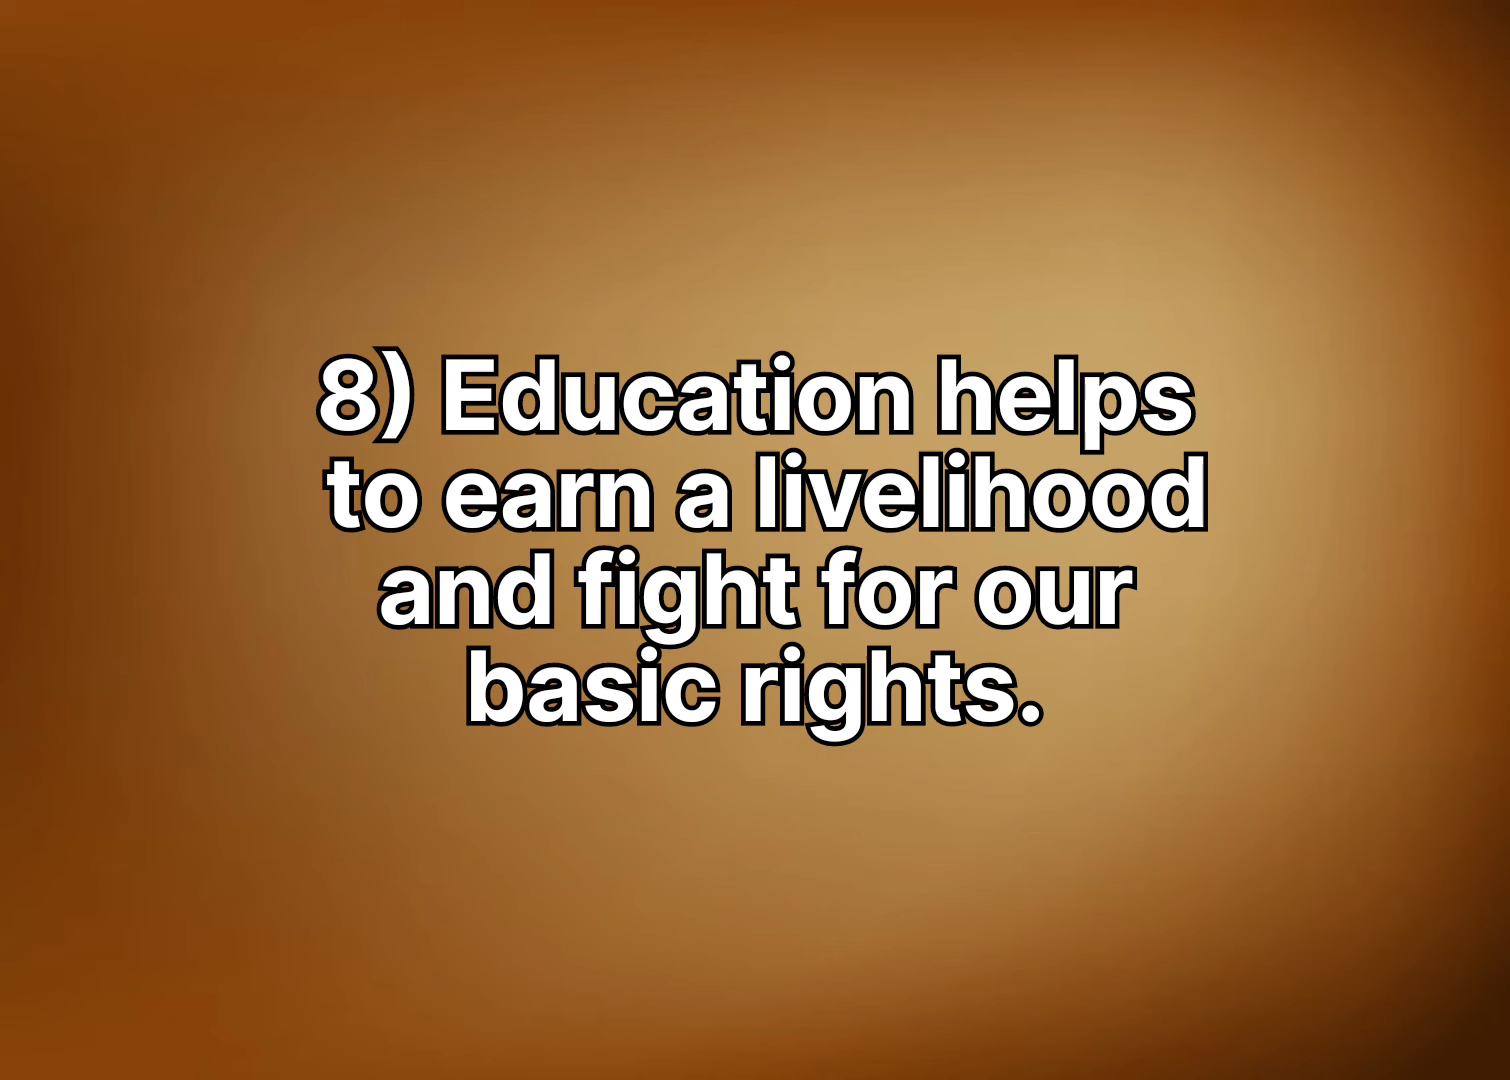 8) Education helps
to earn a livelihood
and fight for our
basic rights.